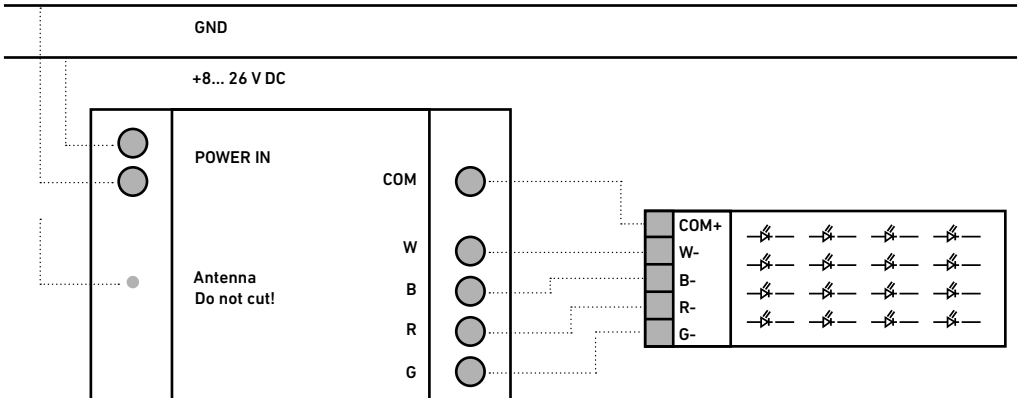 GND
+8... 26 V DC
POWER IN
COM
COM+
W
W-
B
B-
Antenna
Do not cut!
R
R-
G
G-